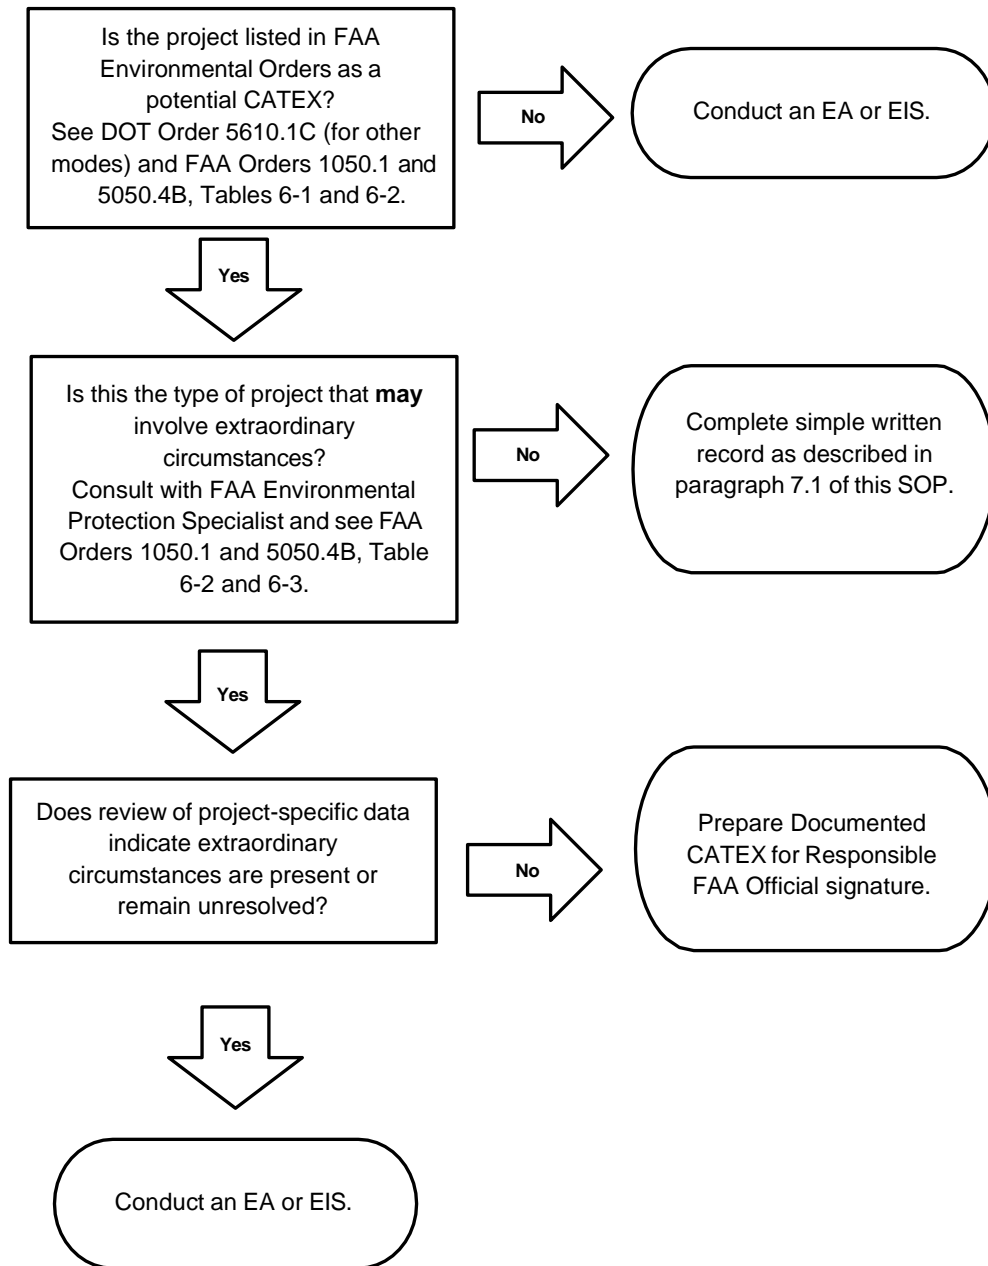 Is the project listed in FAA
Environmental Orders as a
potential CATEX?
See DOT Order 5610.1C (for other
modes) and FAA Orders 1050.1 and
5050.4B, Tables 6-1 and 6-2.
No
Conduct an EA or EIS.
Yes
Is this the type of project that may
involve extraordinary
circumstances?
Consult with FAA Environmental
Protection Specialist and see FAA
Orders 1050.1 and 5050.4B, Table
6-2 and 6-3.
No
Complete simple written
record as described in
paragraph 7.1 of this SOP.
Yes
Does review of project-specific data
indicate extraordinary
circumstances are present or
remain unresolved?
No
Prepare Documented
CATEX for Responsible
FAA Official signature.
Yes
Conduct an EA or EIS.